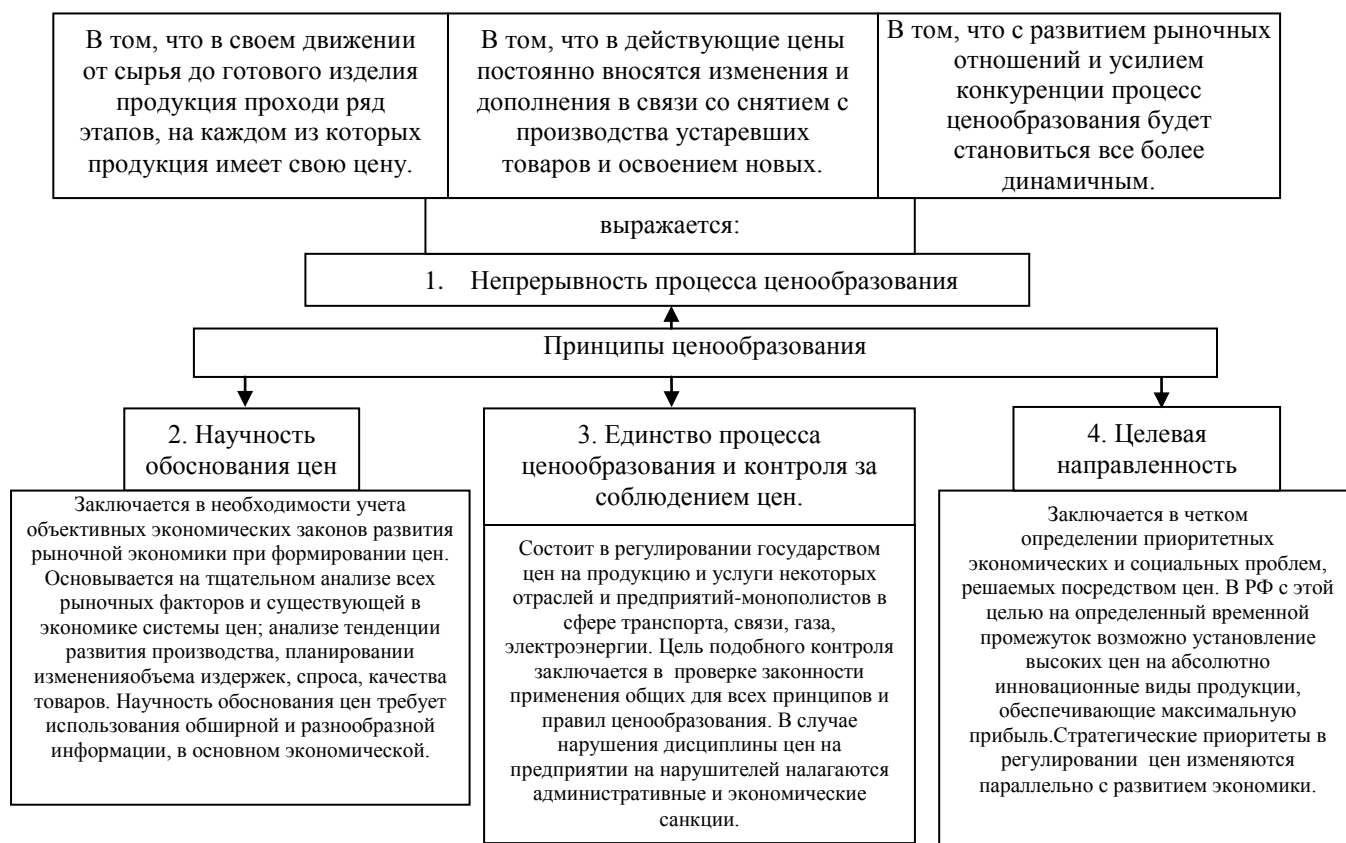 В том, что в своем движении
от сырья до готового изделия
продукция проходи ряд
этапов, на каждом из которых
продукция имеет свою цену.
В том, что в действующие цены
постоянно вносятся изменения и
дополнения в связи со снятием с
производства устаревших
товаров и освоением новых.
В том, что с развитием рыночных
отношений и усилием
конкуренции процесс
ценообразования будет
становиться все более
динамичным.
выражается:
1. Непрерывность процесса ценообразования
Принципы ценообразования
2. Научность
обоснования цен
Заключается в необходимости учета
объективных экономических законов развития
рыночной экономики при формировании цен.
Основывается на тщательном анализе всех
рыночных факторов и существующей в
экономике системы цен; анализе тенденции
развития производства, планировании
измененияобъема издержек, спроса, качества
товаров. Научность обоснования цен требует
использования обширной и разнообразной
информации, в основном экономической.
3. Единство процесса
ценообразования и контроля за
соблюдением цен.
Состоит в регулировании государством
цен на продукцию и услуги некоторых
отраслей и предприятий-монополистов в
сфере транспорта, связи, газа,
электроэнергии. Цель подобного контроля
заключается в проверке законности
применения общих для всех принципов и
правил ценообразования. В случае
нарушения дисциплины цен на
предприятии на нарушителей налагаются
административные и экономические
санкции.
4. Целевая
направленность
Заключается в четком
определении приоритетных
экономических и социальных проблем,
решаемых посредством цен. В РФ с этой
целью на определенный временной
промежуток возможно установление
высоких цен на абсолютно
инновационные виды продукции,
обеспечивающие максимальную
прибыль.Стратегические приоритеты в
регулировании цен изменяются
параллельно с развитием экономики.